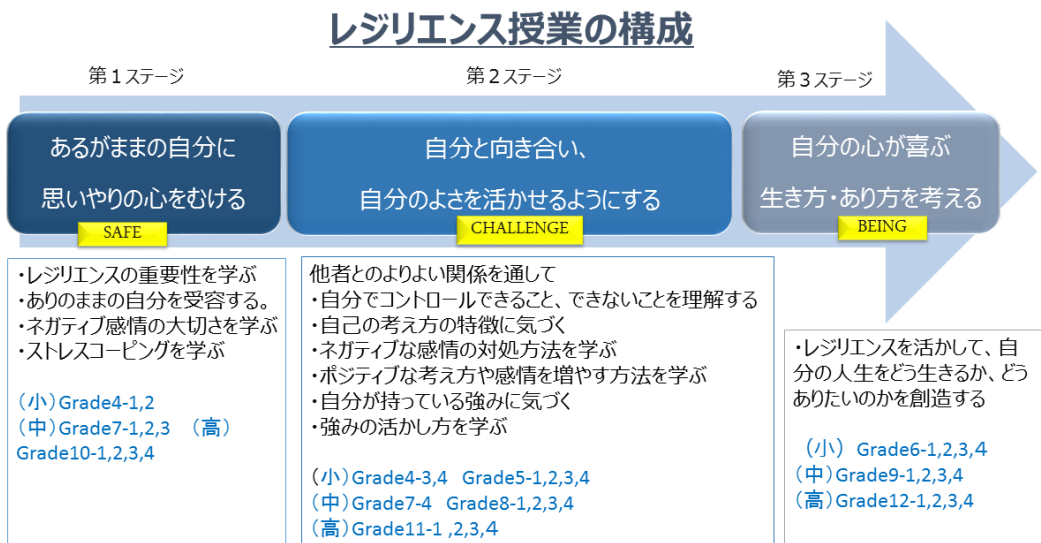 レジリエンス授業の構成
第1ステージ
第2ステージ
第3ステージ
あるがままの自分に
思いやりの心をむける
SAFE
自分と向き合い、
自分のよさを活かせるようにする
CHALLENGE
自分の心が喜ぶ
生き方・あり方を考える
BEING
・レジリエンスの重要性を学ぶ
・ありのままの自分を受容する。
・ネガティブ感情の大切さを学ぶ
・ストレスコーピングを学ぶ
(小)Grade4-1,2
(中)Grade7-1,2,3 (高)
Grade10-1,2,3,4
他者とのよりよい関係を通して
・自分でコントロールできること、できないことを理解する
・自己の考え方の特徴に気づく
・ネガティブな感情の対処方法を学ぶ
・ポジティブな考え方や感情を増やす方法を学ぶ
・自分が持っている強みに気づく
・強みの活かし方を学ぶ
(小)Grade4-3,4 Grade5-1,2,3,4
(中)Grade7-4 Grade8-1,2,3,4
(高)Grade11-1 ,2,3,4
・レジリエンスを活かして、自
分の人生をどう生きるか、どう
ありたいのかを創造する
(小) Grade6-1,2,3,4
(中)Grade9-1,2,3,4
(高)Grade12-1,2,3,4